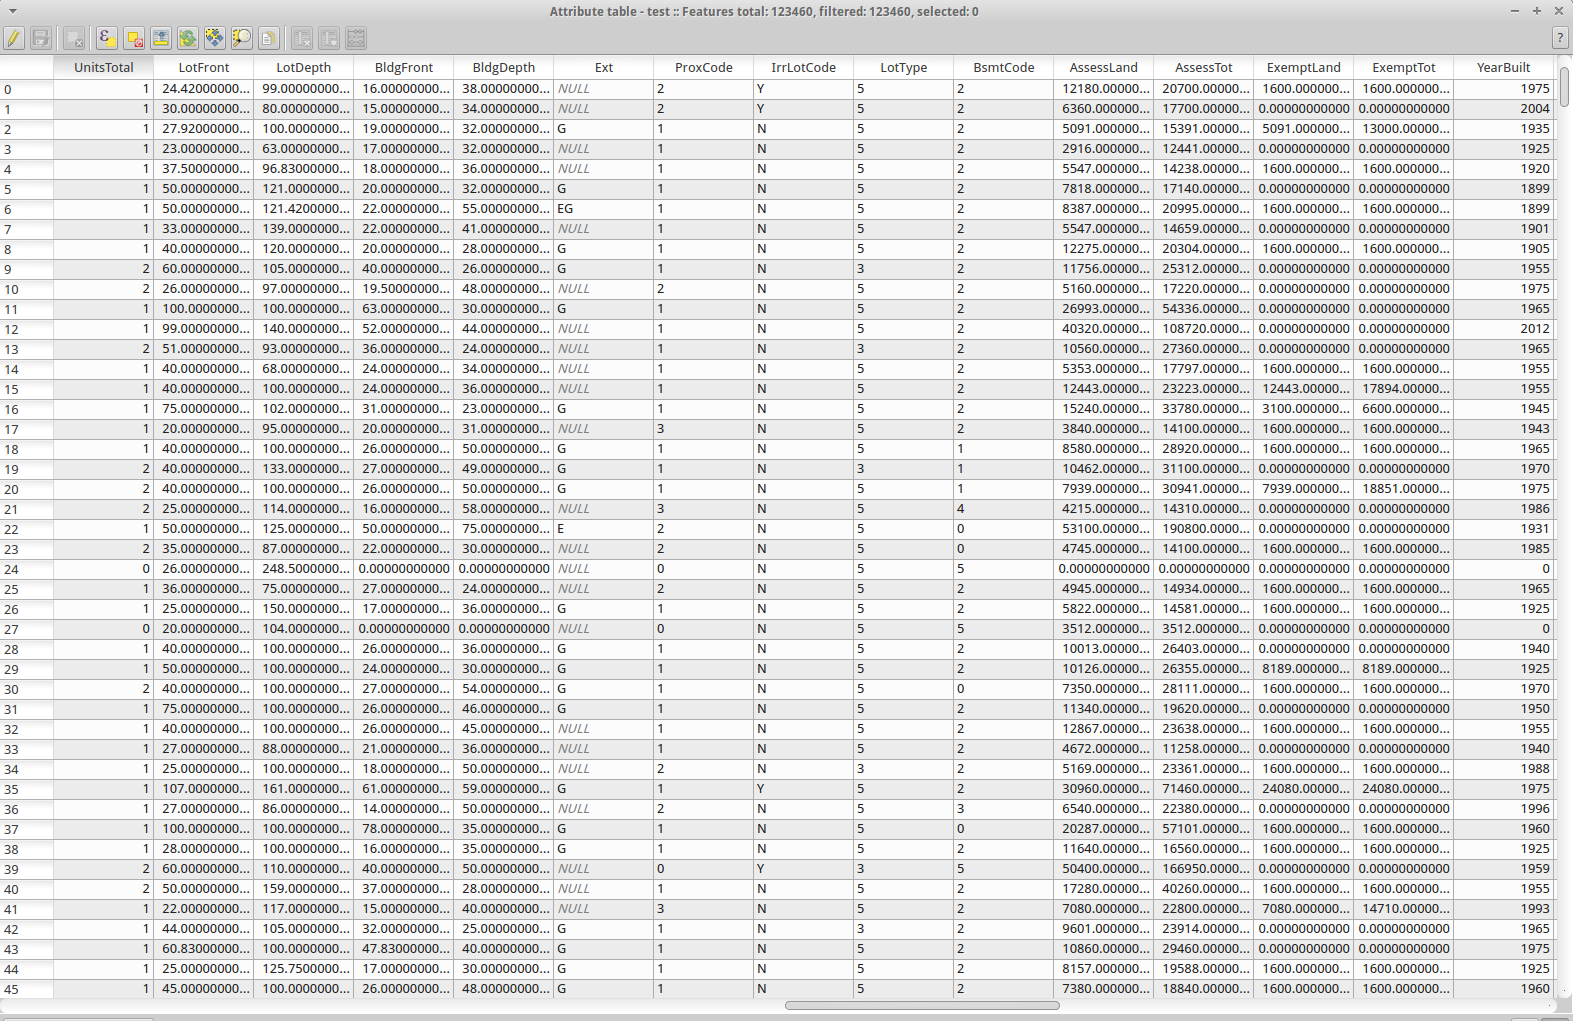 Attribute table - test :: Features total: 123460, filtered: 123460, selected: 0
ε ?
UnitsTotal LotFront LotDepth BldgFront BldgDepth Ext ProxCode IrrLotCode LotType BsmtCode AssessLand AssessTot ExemptLand ExemptTot YearBuilt
0 1 24.42000000... 99.00000000... 16.00000000... 38.00000000... NULL 2 Y 5 2 12180.00000... 20700.00000... 1600.000000... 1600.000000... 1975
1 1 30.00000000... 80.00000000... 15.00000000... 34.00000000... NULL 2 Y 5 2 6360.000000... 17700.00000... 0.00000000000 0.00000000000 2004
2 1 27.92000000... 100.0000000... 19.00000000... 32.00000000... G 1 N 5 2 5091.000000... 15391.00000... 5091.000000... 13000.00000... 1935
3 1 23.00000000... 63.00000000... 17.00000000... 32.00000000... NULL 1 N 5 2 2916.000000... 12441.00000... 0.00000000000 0.00000000000 1925
4 1 37.50000000... 96.83000000... 18.00000000... 36.00000000... NULL 1 N 5 2 5547.000000... 14238.00000... 1600.000000... 1600.000000... 1920
5 1 50.00000000... 121.0000000... 20.00000000... 32.00000000... G 1 N 5 2 7818.000000... 17140.00000... 0.00000000000 0.00000000000 1899
6 1 50.00000000... 121.4200000... 22.00000000... 55.00000000... EG 1 N 5 2 8387.000000... 20995.00000... 1600.000000... 1600.000000... 1899
7 1 33.00000000... 139.0000000... 22.00000000... 41.00000000... NULL 1 N 5 2 5547.000000... 14659.00000... 0.00000000000 0.00000000000 1901
8 1 40.00000000... 120.0000000... 20.00000000... 28.00000000... G 1 N 5 2 12275.00000... 20304.00000... 1600.000000... 1600.000000... 1905
9 2 60.00000000... 105.0000000... 40.00000000... 26.00000000... G 1 N 3 2 11756.00000... 25312.00000... 0.00000000000 0.00000000000 1955
10 2 26.00000000... 97.00000000... 19.50000000... 48.00000000... NULL 2 N 5 2 5160.000000... 17220.00000... 0.00000000000 0.00000000000 1975
11 1 100.0000000... 100.0000000... 63.00000000... 30.00000000... G 1 N 5 2 26993.00000... 54336.00000... 0.00000000000 0.00000000000 1965
12 1 99.00000000... 140.0000000... 52.00000000... 44.00000000... NULL 1 N 5 2 40320.00000... 108720.0000... 0.00000000000 0.00000000000 2012
13 2 51.00000000... 93.00000000... 36.00000000... 24.00000000... NULL 1 N 3 2 10560.00000... 27360.00000... 0.00000000000 0.00000000000 1965
14 1 40.00000000... 68.00000000... 24.00000000... 34.00000000... NULL 1 N 5 2 5353.000000... 17797.00000... 1600.000000... 1600.000000... 1955
15 1 40.00000000... 100.0000000... 24.00000000... 36.00000000... NULL 1 N 5 2 12443.00000... 23223.00000... 12443.00000... 17894.00000... 1955
16 1 75.00000000... 102.0000000... 31.00000000... 23.00000000... G 1 N 5 2 15240.00000... 33780.00000... 3100.000000... 6600.000000... 1945
17 1 20.00000000... 95.00000000... 20.00000000... 31.00000000... NULL 3 N 5 2 3840.000000... 14100.00000... 1600.000000... 1600.000000... 1943
18 1 40.00000000... 100.0000000... 26.00000000... 50.00000000... G 1 N 5 1 8580.000000... 28920.00000... 1600.000000... 1600.000000... 1965
19 2 40.00000000... 133.0000000... 27.00000000... 49.00000000... G 1 N 3 1 10462.00000... 31100.00000... 0.00000000000 0.00000000000 1970
20 2 40.00000000... 100.0000000... 26.00000000... 50.00000000... G 1 N 5 1 7939.000000... 30941.00000... 7939.000000... 18851.00000... 1975
21 2 25.00000000... 114.0000000... 16.00000000... 58.00000000... NULL 3 N 5 4 4215.000000... 14310.00000... 0.00000000000 0.00000000000 1986
22 1 50.00000000... 125.0000000... 50.00000000... 75.00000000... E 2 N 5 0 53100.00000... 190800.0000... 0.00000000000 0.00000000000 1931
23 2 35.00000000... 87.00000000... 22.00000000... 30.00000000... NULL 2 N 5 0 4745.000000... 14100.00000... 1600.000000... 1600.000000... 1985
24 0 26.00000000... 248.5000000... 0.00000000000 0.00000000000 NULL 0 N 5 5 0.00000000000 0.00000000000 0.00000000000 0.00000000000 0
25 1 36.00000000... 75.00000000... 27.00000000... 24.00000000... NULL 2 N 5 2 4945.000000... 14934.00000... 1600.000000... 1600.000000... 1965
26 1 25.00000000... 150.0000000... 17.00000000... 36.00000000... G 1 N 5 2 5822.000000... 14581.00000... 1600.000000... 1600.000000... 1925
27 0 20.00000000... 104.0000000... 0.00000000000 0.00000000000 NULL 0 N 5 5 3512.000000... 3512.000000... 0.00000000000 0.00000000000 0
28 1 40.00000000... 100.0000000... 26.00000000... 36.00000000... G 1 N 5 2 10013.00000... 26403.00000... 0.00000000000 0.00000000000 1940
29 1 50.00000000... 100.0000000... 24.00000000... 30.00000000... G 1 N 5 2 10126.00000... 26355.00000... 8189.000000... 8189.000000... 1925
30 2 40.00000000... 100.0000000... 27.00000000... 54.00000000... G 1 N 5 0 7350.000000... 28111.00000... 1600.000000... 1600.000000... 1970
31 1 75.00000000... 100.0000000... 26.00000000... 46.00000000... G 1 N 5 2 11340.00000... 19620.00000... 0.00000000000 0.00000000000 1950
32 1 40.00000000... 100.0000000... 26.00000000... 45.00000000... NULL 1 N 5 2 12867.00000... 23638.00000... 1600.000000... 1600.000000... 1955
33 1 27.00000000... 88.00000000... 21.00000000... 36.00000000... NULL 1 N 5 2 4672.000000... 11258.00000... 0.00000000000 0.00000000000 1940
34 1 25.00000000... 100.0000000... 18.00000000... 50.00000000... NULL 2 N 3 2 5169.000000... 23361.00000... 1600.000000... 1600.000000... 1988
35 1 107.0000000... 161.0000000... 61.00000000... 59.00000000... G 1 Y 5 2 30960.00000... 71460.00000... 24080.00000... 24080.00000... 1975
36 1 27.00000000... 86.00000000... 14.00000000... 50.00000000... NULL 2 N 5 3 6540.000000... 22380.00000... 0.00000000000 0.00000000000 1996
37 1 100.0000000... 100.0000000... 78.00000000... 35.00000000... G 1 N 5 0 20287.00000... 57101.00000... 1600.000000... 1600.000000... 1960
38 1 28.00000000... 100.0000000... 16.00000000... 35.00000000... G 1 N 5 2 11640.00000... 16560.00000... 1600.000000... 1600.000000... 1925
39 2 60.00000000... 110.0000000... 40.00000000... 50.00000000... NULL 0 Y 3 5 50400.00000... 166950.0000... 0.00000000000 0.00000000000 1959
40 2 50.00000000... 159.0000000... 37.00000000... 28.00000000... NULL 1 N 5 2 17280.00000... 40260.00000... 1600.000000... 1600.000000... 1955
41 1 22.00000000... 117.0000000... 15.00000000... 40.00000000... NULL 3 N 5 2 7080.000000... 22800.00000... 7080.000000... 14710.00000... 1993
42 1 44.00000000... 105.0000000... 32.00000000... 25.00000000... G 1 N 3 2 9601.000000... 23914.00000... 0.00000000000 0.00000000000 1965
43 1 60.83000000... 100.0000000... 47.83000000... 40.00000000... G 1 N 5 2 10860.00000... 29460.00000... 0.00000000000 0.00000000000 1975
44 1 25.00000000... 125.7500000... 17.00000000... 30.00000000... G 1 N 5 2 8157.000000... 19588.00000... 1600.000000... 1600.000000... 1925
45 1 45.00000000... 100.0000000... 26.00000000... 48.00000000... G 1 N 5 2 7380.000000... 18840.00000... 1600.000000... 1600.000000... 1960